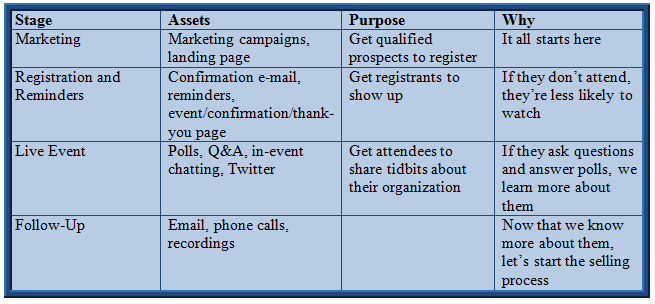 Stage Assets Purpose Why
Marketing Marketing campaigns, Get qualified It all starts here
landing page prospects to register
Registration and Confirmation e-mail, Get registrants to If they don’t attend,
Reminders reminders, show up they’re less likely to
event/confirmation/thank- watch
you page
Live Event Polls, Q&A, in-event Get attendees to If they ask questions
chatting, Twitter share tidbits about and answer polls, we
their organization learn more about
them
Follow-Up Email, phone calls, Now that we know
recordings more about them,
let’s start the selling
process